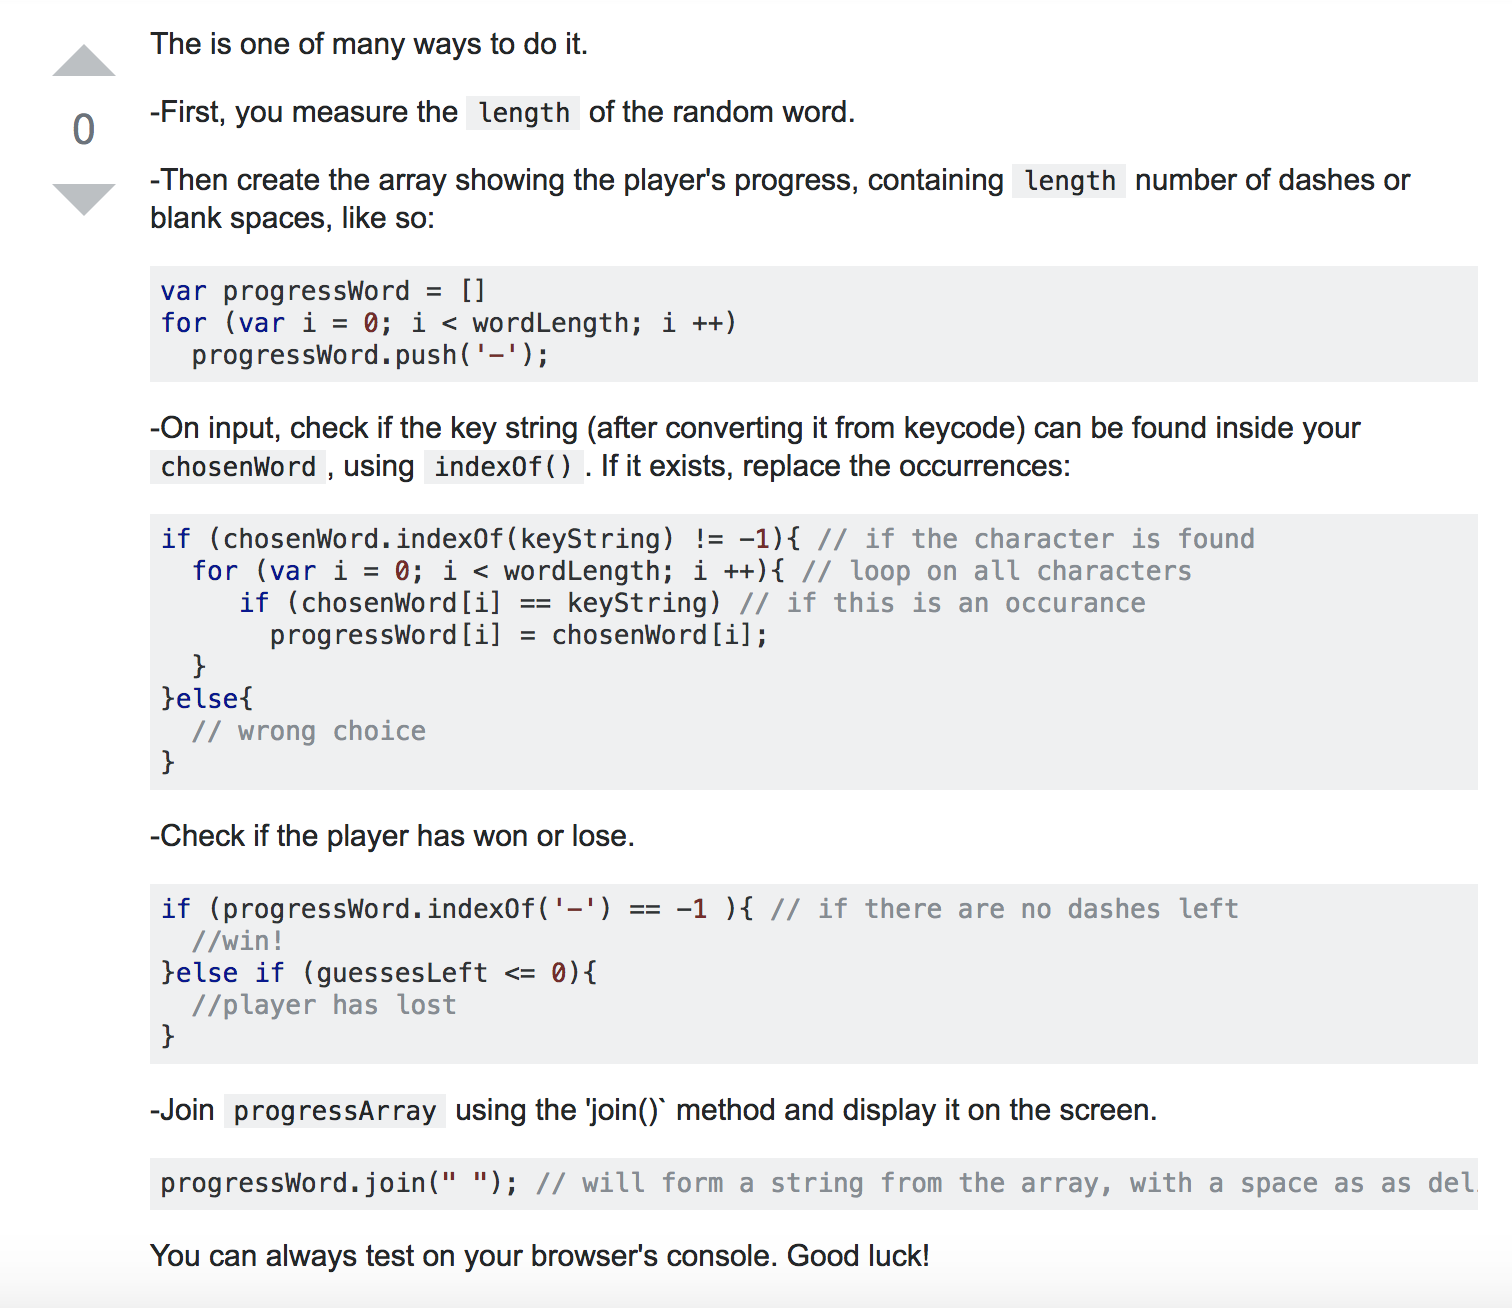 The is one of many ways to do it.
0
-First, you measure the length of the random word.
-Then create the array showing the player's progress, containing length number of dashes or
blank spaces, like so:
var progressWord = []
for (var i = 0; i < wordLength; i ++)
  progressWord.push('-');
-On input, check if the key string (after converting it from keycode) can be found inside your
chosenWord , using indexOf() . If it exists, replace the occurrences:
if (chosenWord.indexOf(keyString) != -1){ // if the character is found
  for (var i = 0; i < wordLength; i ++){ // loop on all characters
     if (chosenWord[i] == keyString) // if this is an occurance
       progressWord[i] = chosenWord[i];
  }
}else{
  // wrong choice
}
-Check if the player has won or lose.
if (progressWord.indexOf('-') == -1 ){ // if there are no dashes left
  //win!
}else if (guessesLeft <= 0){
  //player has lost
}
-Join progressArray using the 'join()` method and display it on the screen.
progressWord.join(" "); // will form a string from the array, with a space as as del
You can always test on your browser's console. Good luck!